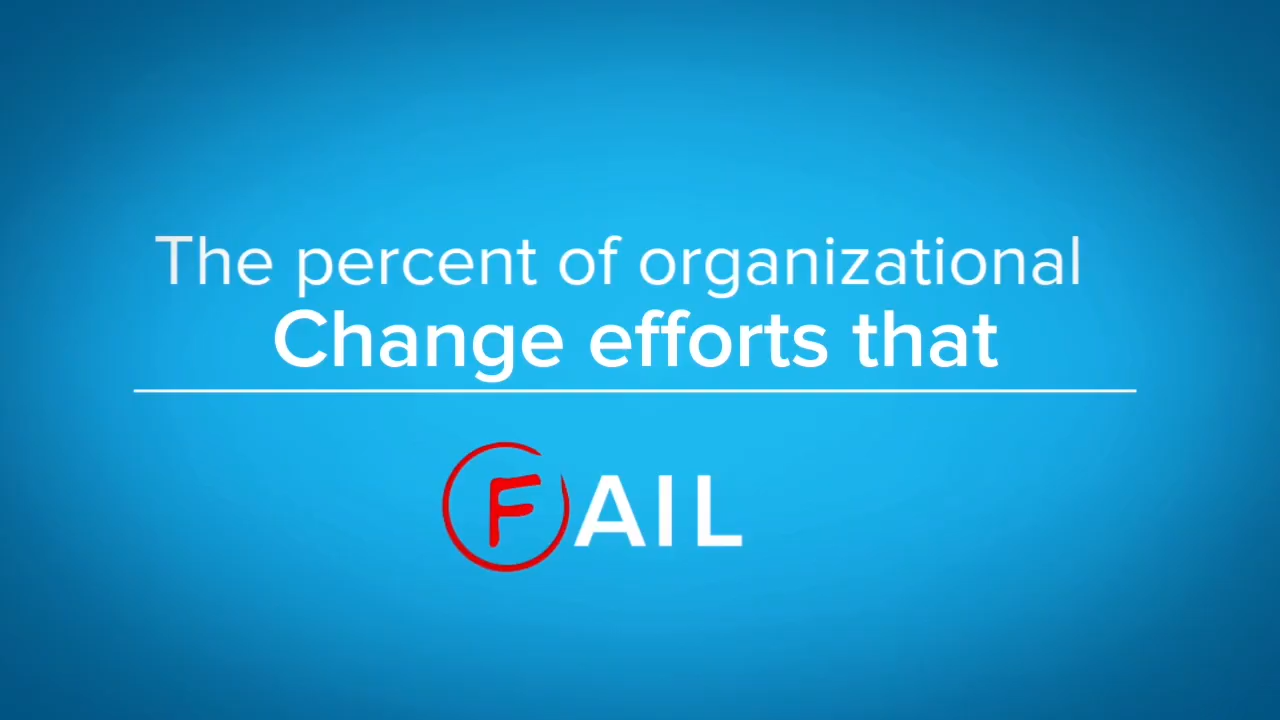 The percent of organizational
Change efforts that
FAIL